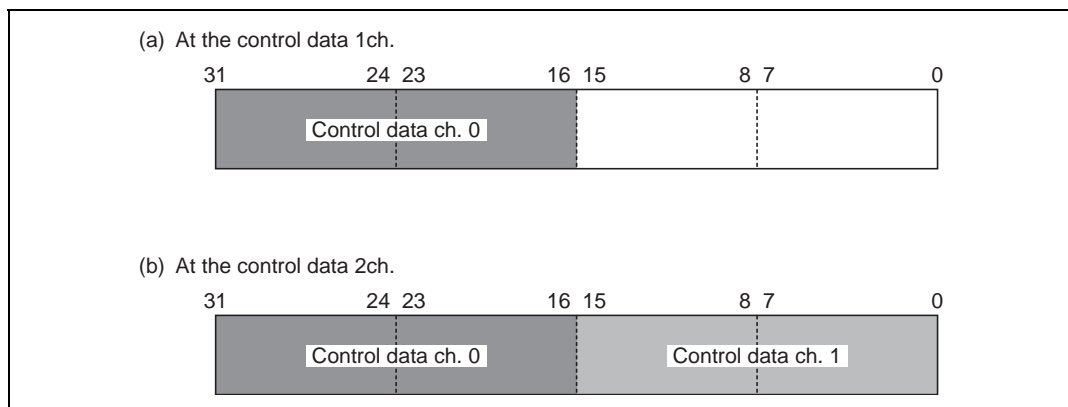 (a) At the control data 1ch.
31 24 23 16 15 8 7 0
Control data ch. 0
(b) At the control data 2ch.
31 24 23 16 15 8 7 0
Control data ch. 0 Control data ch. 1